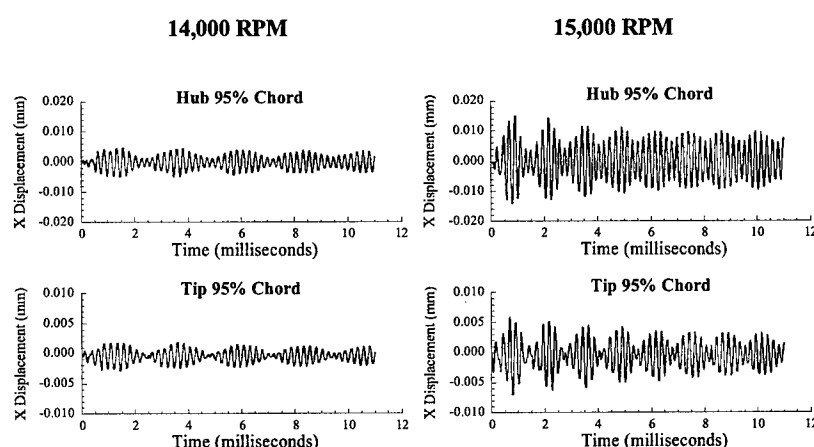 14,000 RPM
15,000 RPM
Hub 95% Chord
X Displacement (mm)
0.020
0.010
0.000
-0.010
-0.020
0 2 4 6 8 10 12
Time (milliseconds)
Hub 95% Chord
X Displacement (mm)
0.020
0.010
0.000
-0.010
-0.020
0 2 4 6 8 10 12
Time (milliseconds)
Tip 95% Chord
X Displacement (mm)
0.010
0.005
0.000
-0.005
-0.010
0 2 4 6 8 10 12
Time (milliseconds)
Tip 95% Chord
X Displacement (mm)
0.010
0.005
0.000
-0.005
-0.010
0 2 4 6 8 10 12
Time (milliseconds)